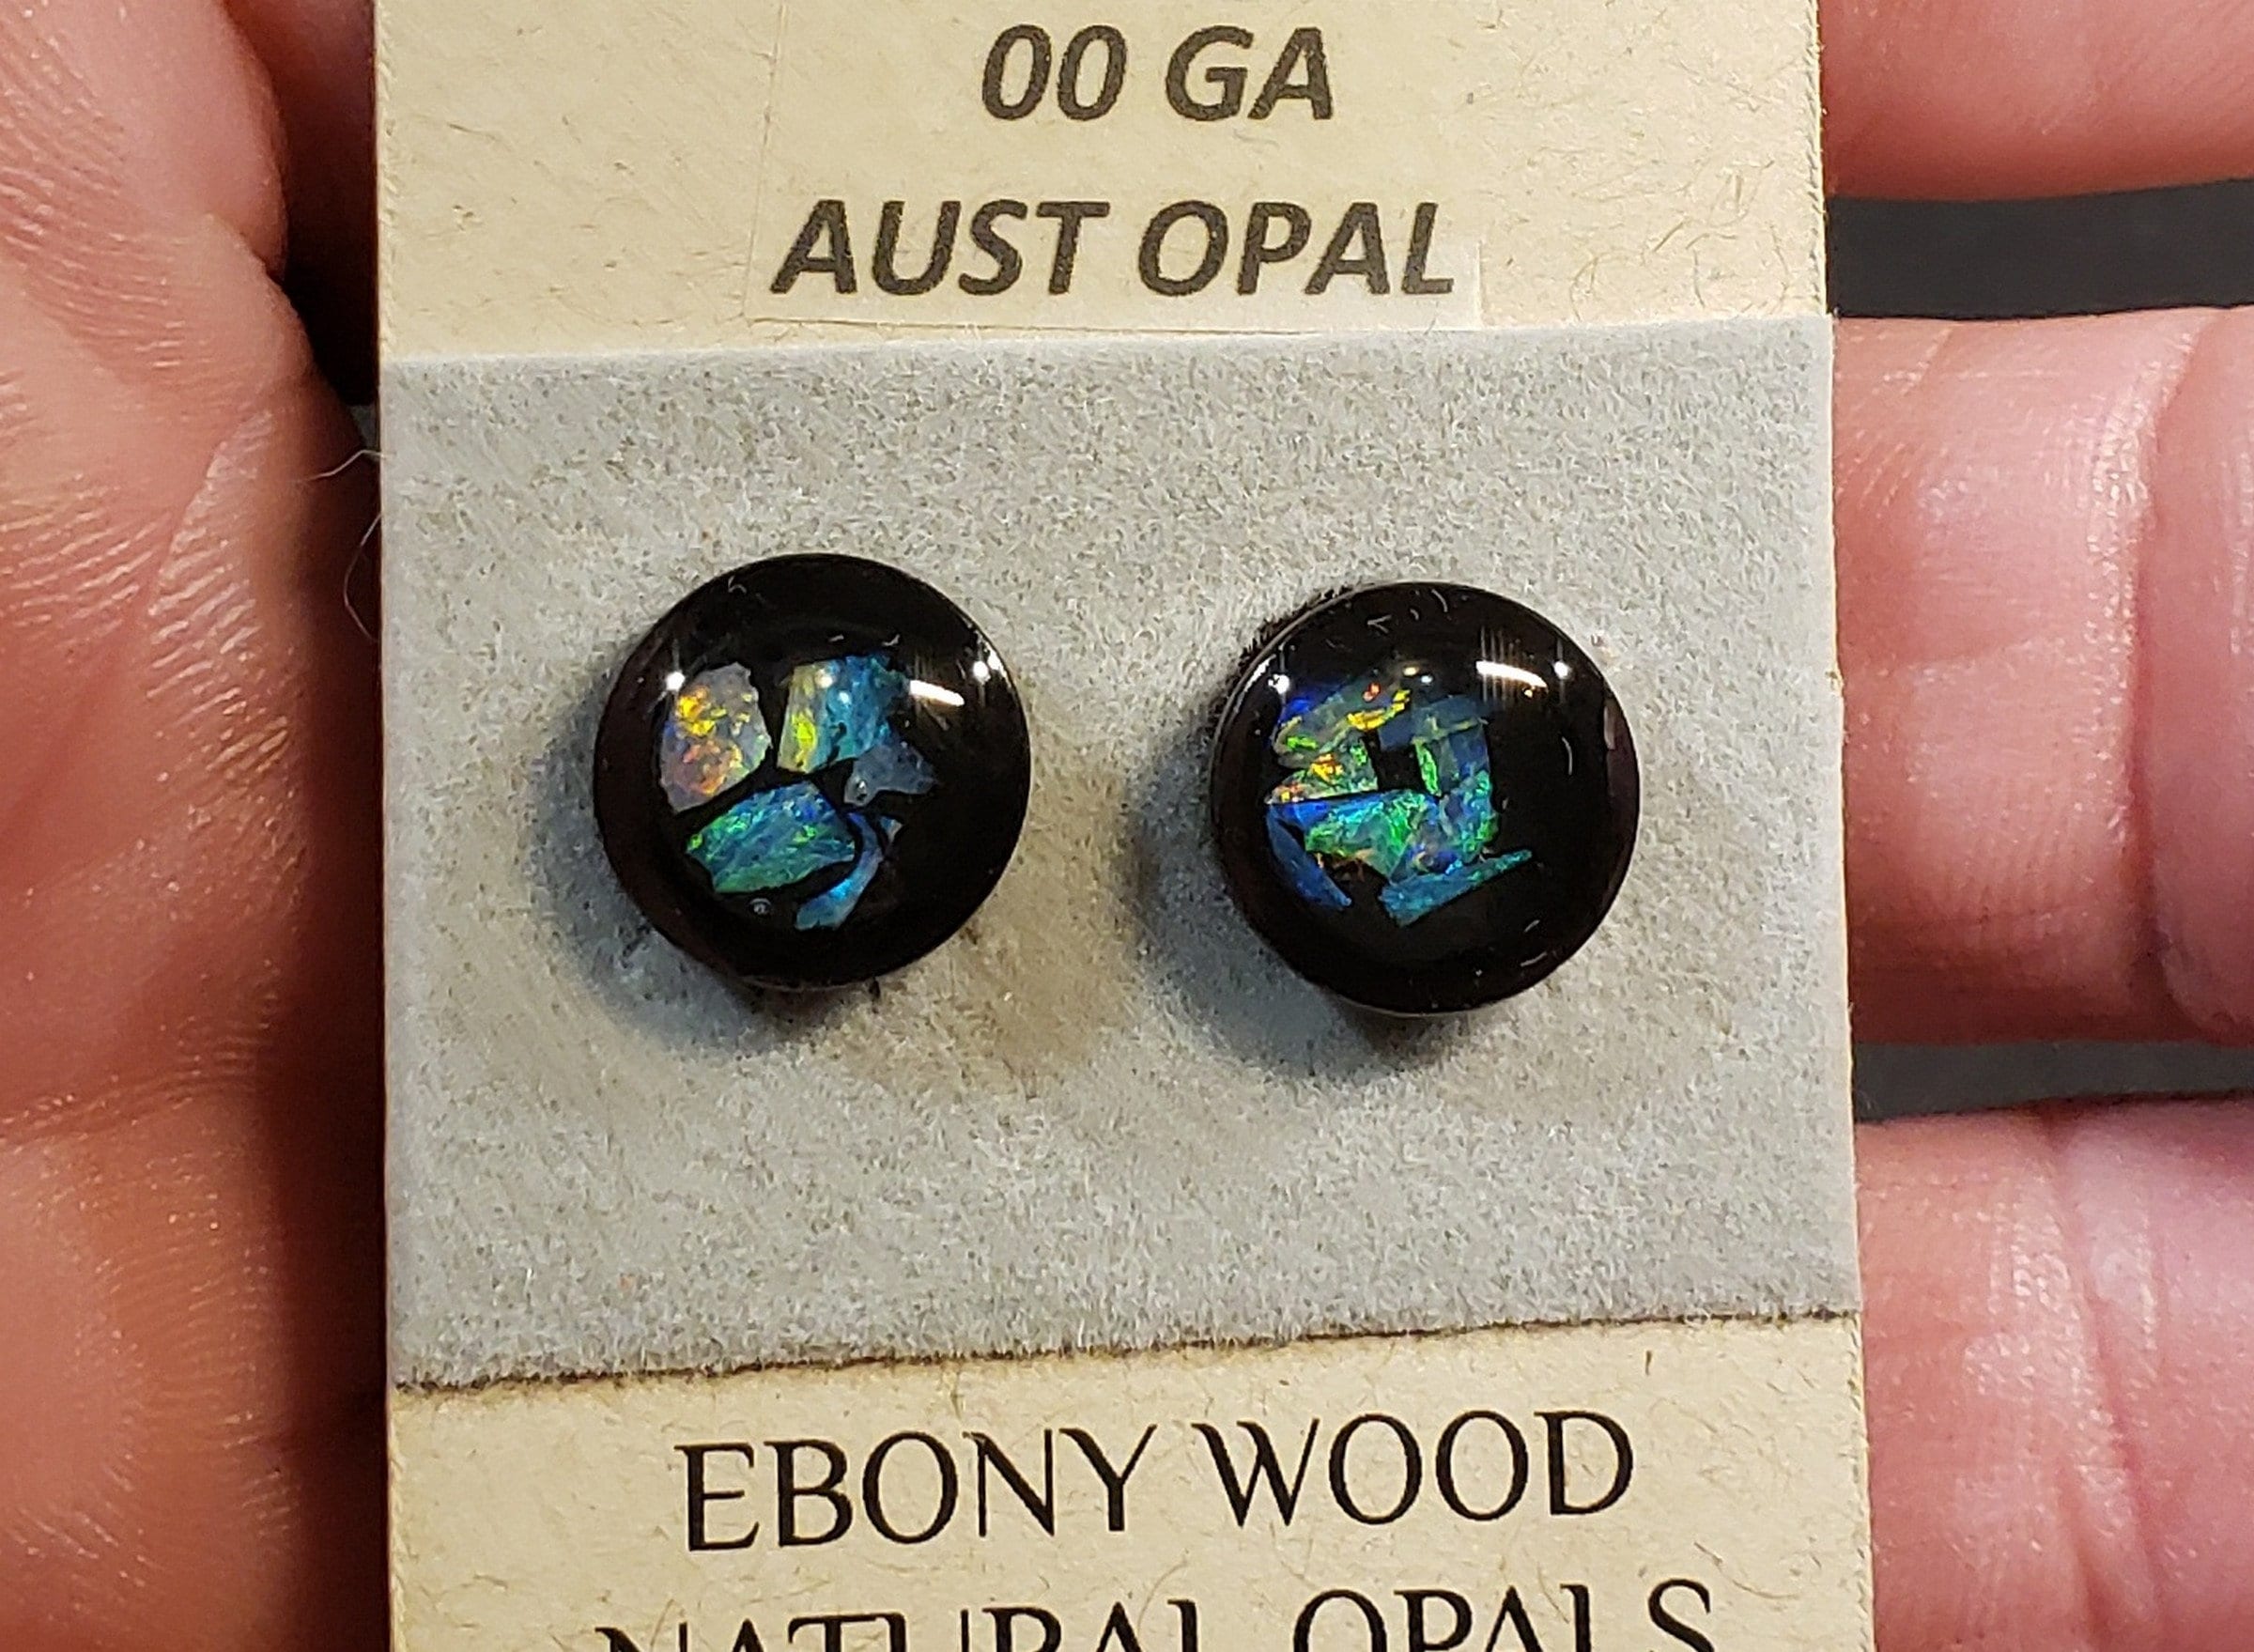 00 GA
AUST OPAL
EBONY WOOD
NATURAL OPALS